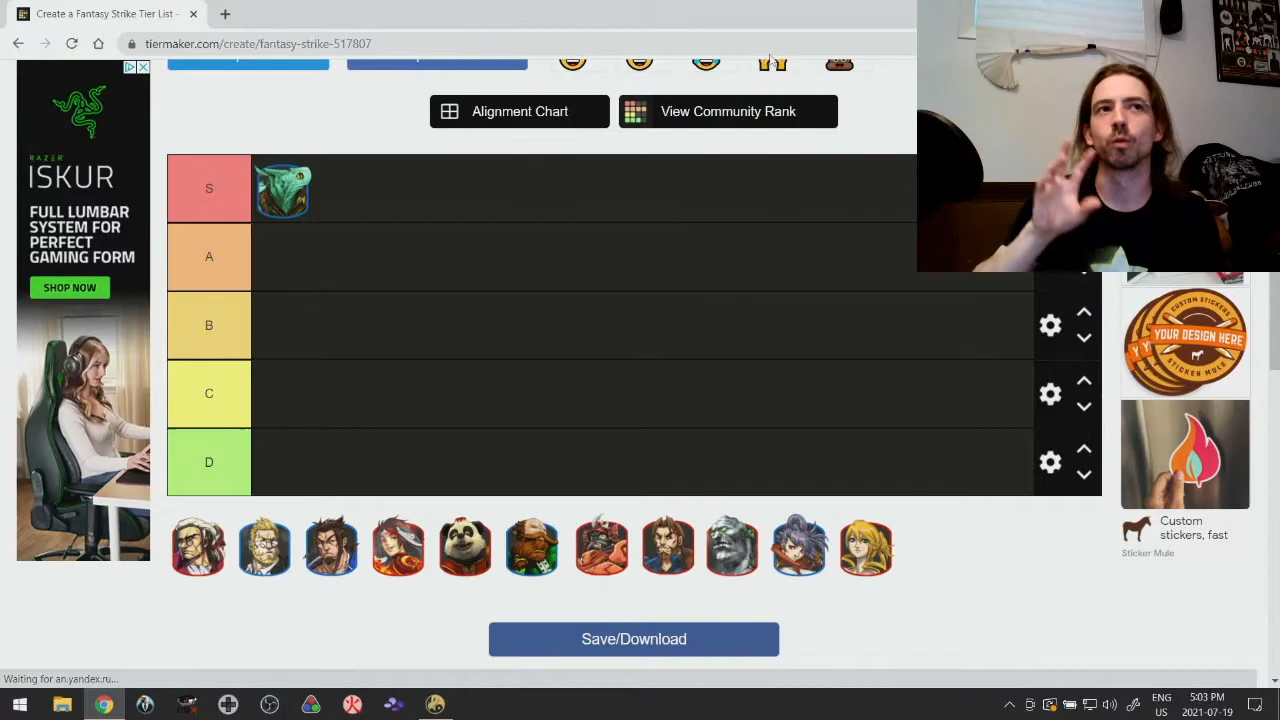 Create a Fantasy Strike Tier List -
tiermaker.com/create/fantasy-strike-517807
Alignment Chart
View Community Rank
S
A
B
C
D
RAZER
ISKUR
FULL LUMBAR
SYSTEM FOR
PERFECT
GAMING FORM
SHOP NOW
CUSTOM
STICKERS
YOUR DESIGN HERE
STICKER MULE
Custom
stickers, fast
Sticker Mule
Save/Download
Waiting for an.yandex.ru...
ENG
US
5:03 PM
2021-07-19